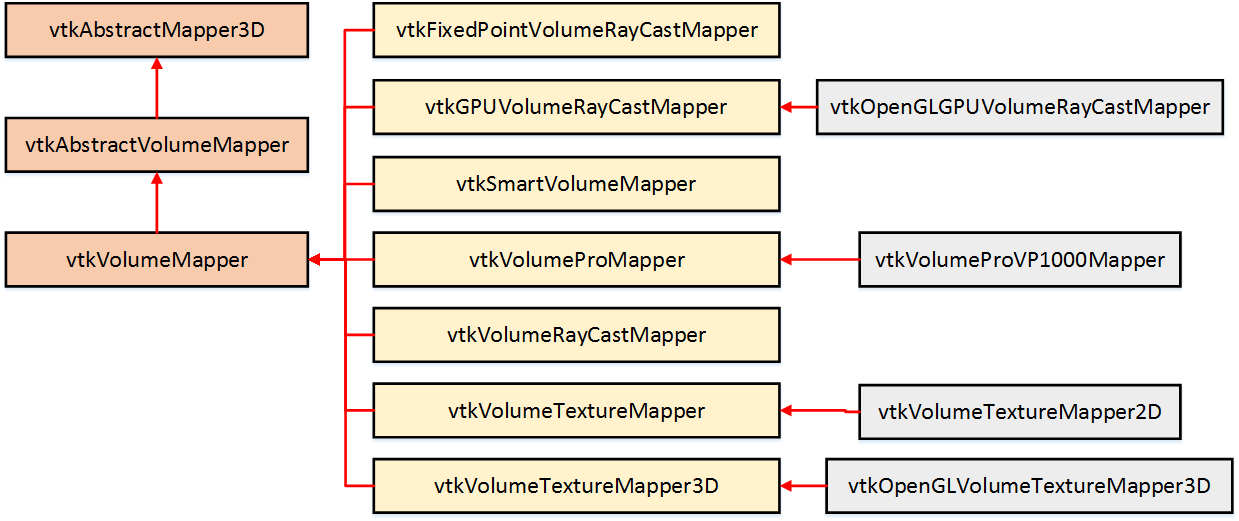 vtkAbstractMapper3D
vtkAbstractVolumeMapper
vtkVolumeMapper
vtkFixedPointVolumeRayCastMapper
vtkGPUVolumeRayCastMapper
vtkOpenGLGPUVolumeRayCastMapper
vtkSmartVolumeMapper
vtkVolumeProMapper
vtkVolumeProVP1000Mapper
vtkVolumeRayCastMapper
vtkVolumeTextureMapper
vtkVolumeTextureMapper2D
vtkVolumeTextureMapper3D
vtkOpenGLVolumeTextureMapper3D